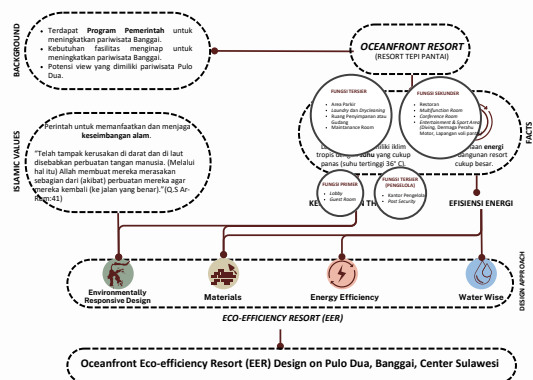 BACKGROUND
• Terdapat Program Pemerintah untuk
meningkatkan pariwisata Banggai.
• Kebutuhan fasilitas menginap untuk
meningkatkan pariwisata Banggai.
• Potensi view yang dimiliki pariwisata Pulo
Dua.
OCEANFRONT RESORT
(RESORT TEPI PANTAI)
FUNGSI TERSIER
• Area Parkir
• Laundry dan Drycleaning
• Ruang Penyimpanan atau
Gudang
• Maintanance Room
FUNGSI SEKUNDER
• Restoran
• Multifunction Room
• Conference Room
• Entertainment & Sport Area
(Diving, Dermaga Perahu
Motor, Lapangan voli pantai)
FACTS
iliki iklim
tropis dengan suhu yang cukup
panas (suhu tertinggi 36° C).
aan energi
bangunan resort
cukup besar.
ISLAMIC VALUES
Perintah untuk memanfaatkan dan menjaga
keseimbangan alam.
"Telah tampak kerusakan di darat dan di laut
disebabkan perbuatan tangan manusia. (Melalui
hal itu) Allah membuat mereka merasakan
sebagian dari (akibat) perbuatan mereka agar
mereka kembali (ke jalan yang benar)."(Q.S Ar-
Rum:41)
FUNGSI PRIMER
• Lobby
• Guest Room
FUNGSI TERSIER
(PENGELOLA)
• Kantor Pengelola
• Post Security
KE
N TH
EFISIENSI ENERGI
Environmentally
Responsive Design
Materials
Energy Efficiency
Water Wise
DESIGN APPROACH
ECO-EFFICIENCY RESORT (EER)
Oceanfront Eco-efficiency Resort (EER) Design on Pulo Dua, Banggai, Center Sulawesi